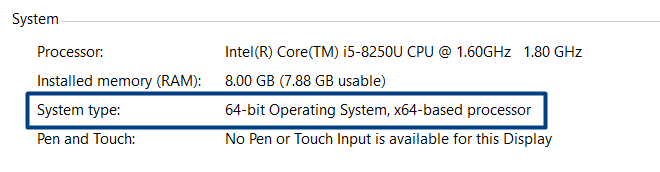 System
Processor: Intel(R) Core(TM) i5-8250U CPU @ 1.60GHz 1.80 GHz
Installed memory (RAM): 8.00 GB (7.88 GB usable)
System type: 64-bit Operating System, x64-based processor
Pen and Touch: No Pen or Touch Input is available for this Display